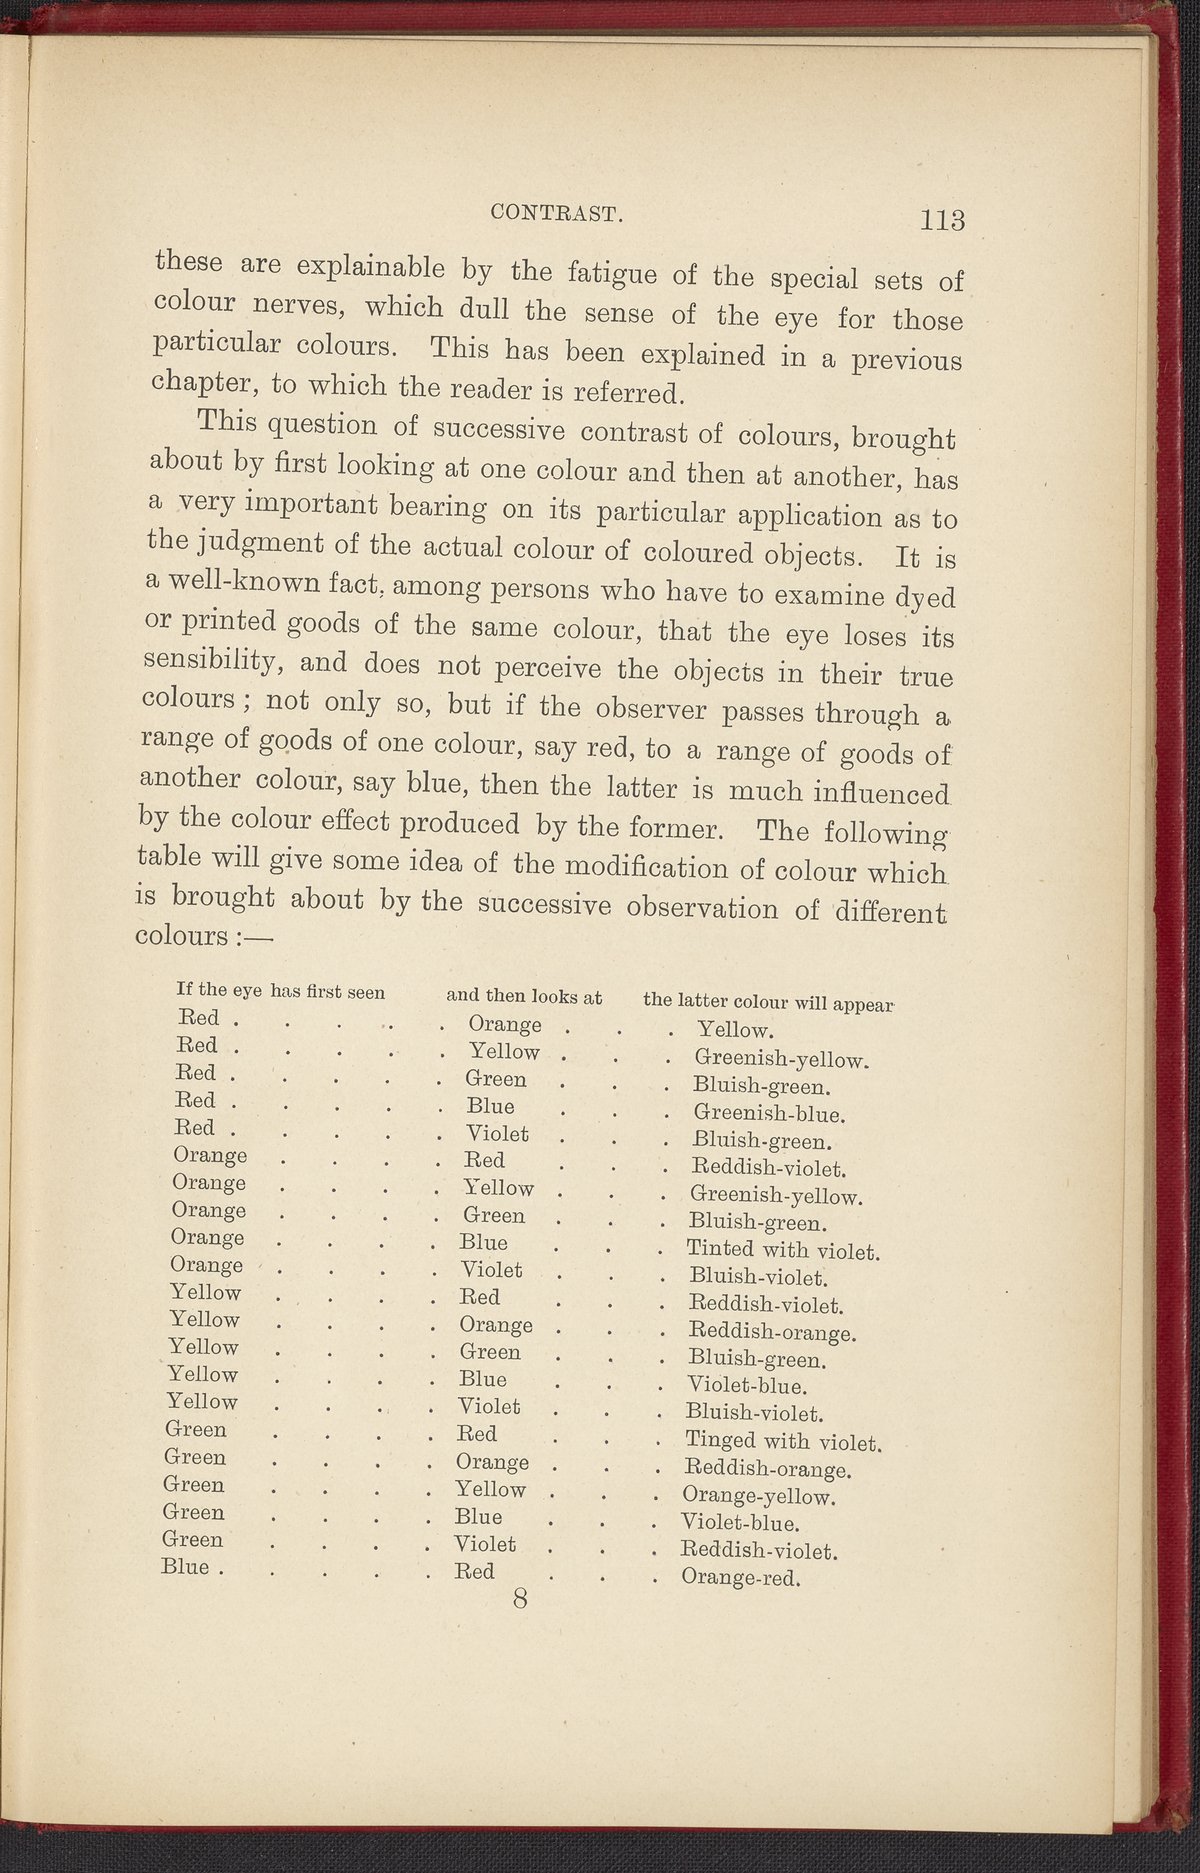 CONTRAST. 113
these are explainable by the fatigue of the special sets of
colour nerves, which dull the sense of the eye for those
particular colours. This has been explained in a previous
chapter, to which the reader is referred.
This question of successive contrast of colours, brought
about by first looking at one colour and then at another, has
a very important bearing on its particular application as to
the judgment of the actual colour of coloured objects. It is
a well-known fact, among persons who have to examine dyed
or printed goods of the same colour, that the eye loses its
sensibility, and does not perceive the objects in their true
colours ; not only so, but if the observer passes through a
range of goods of one colour, say red, to a range of goods of
another colour, say blue, then the latter is much influenced
by the colour effect produced by the former. The following
table will give some idea of the modification of colour which
is brought about by the successive observation of different
colours :—
If the eye has first seen and then looks at the latter colour will appear
Red . . . . . Orange . . . Yellow.
Red . . . . . Yellow . . . Greenish-yellow.
Red . . . . . Green . . . Bluish-green.
Red . . . . . Blue . . . Greenish-blue.
Red . . . . . Violet . . . Bluish-green.
Orange . . . . Red . . . Reddish-violet.
Orange . . . . Yellow . . . Greenish-yellow.
Orange . . . . Green . . . Bluish-green.
Orange . . . . Blue . . . Tinted with violet.
Orange . . . . Violet . . . Bluish-violet.
Yellow . . . . Red . . . Reddish-violet.
Yellow . . . . Orange . . . Reddish-orange.
Yellow . . . . Green . . . Bluish-green.
Yellow . . . . Blue . . . Violet-blue.
Yellow . . . . Violet . . . Bluish-violet.
Green . . . . Red . . . Tinged with violet.
Green . . . . Orange . . . Reddish-orange.
Green . . . . Yellow . . . Orange-yellow.
Green . . . . Blue . . . Violet-blue.
Green . . . . Violet . . . Reddish-violet.
Blue . . . . . Red . . . Orange-red.
8